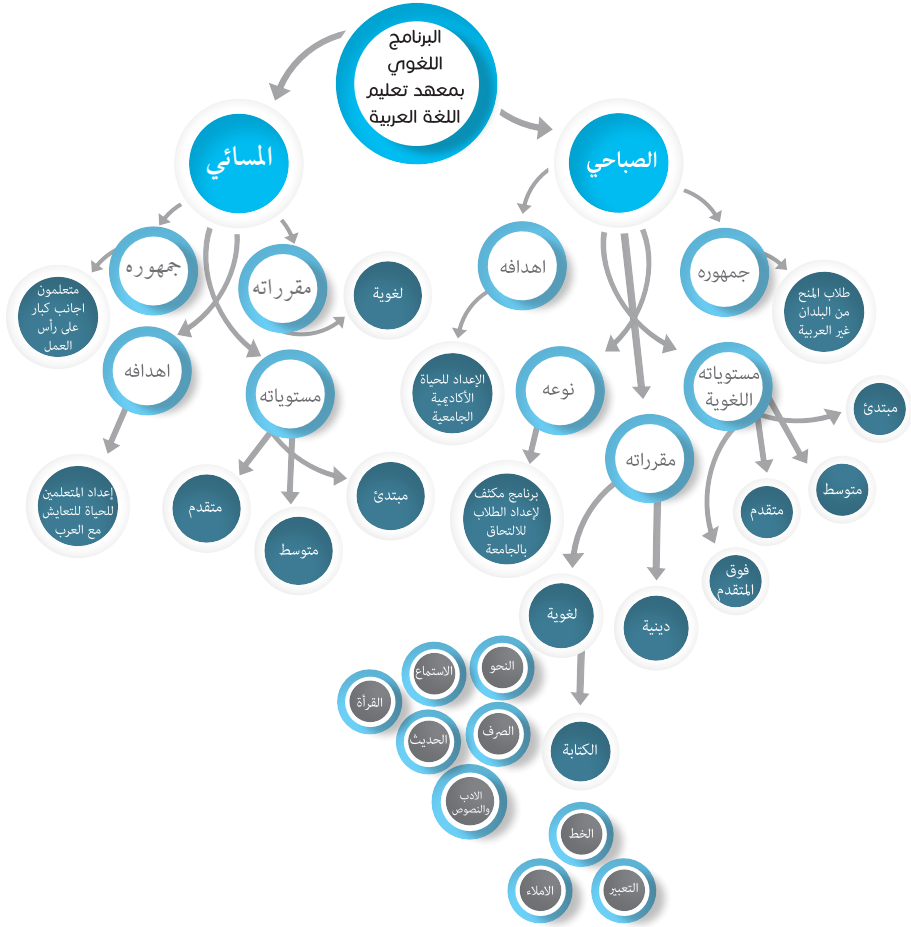 البرنامج
اللغوي
بمعهد تعليم
اللغة العربية
الصباحي
المسائي
جمهوره
طلاب المنح
من البلدان
غير العربية
اهدافه
الإعداد للحياة
الأكاديمية
الجامعية
مستوياته
اللغوية
مبتدئ
متوسط
متقدم
فوق
المتقدم
نوعه
برنامج مكثف
لإعداد الطلاب
للالتحاق
بالجامعة
مقرراته
دينية
لغوية
النحو
الاستماع
القرأة
الصرف
الحديث
الادب
والنصوص
الكتابة
الخط
التعبير
الاملاء
مقرراته
لغوية
جمهوره
متعلمون
اجانب كبار
على رأس
العمل
اهدافه
إعداد المتعلمين
للحياة للتعايش
مع العرب
مستوياته
مبتدئ
متوسط
متقدم